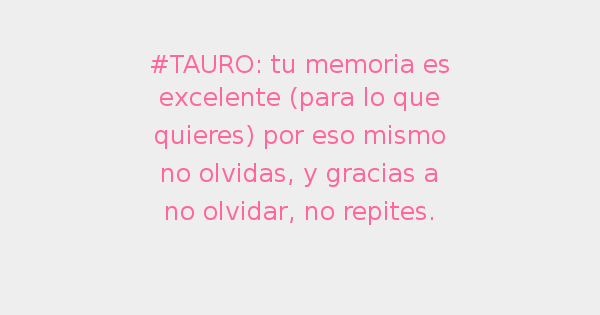 #TAURO: tu memoria es
excelente (para lo que
quieres) por eso mismo
no olvidas, y gracias a
no olvidar, no repites.